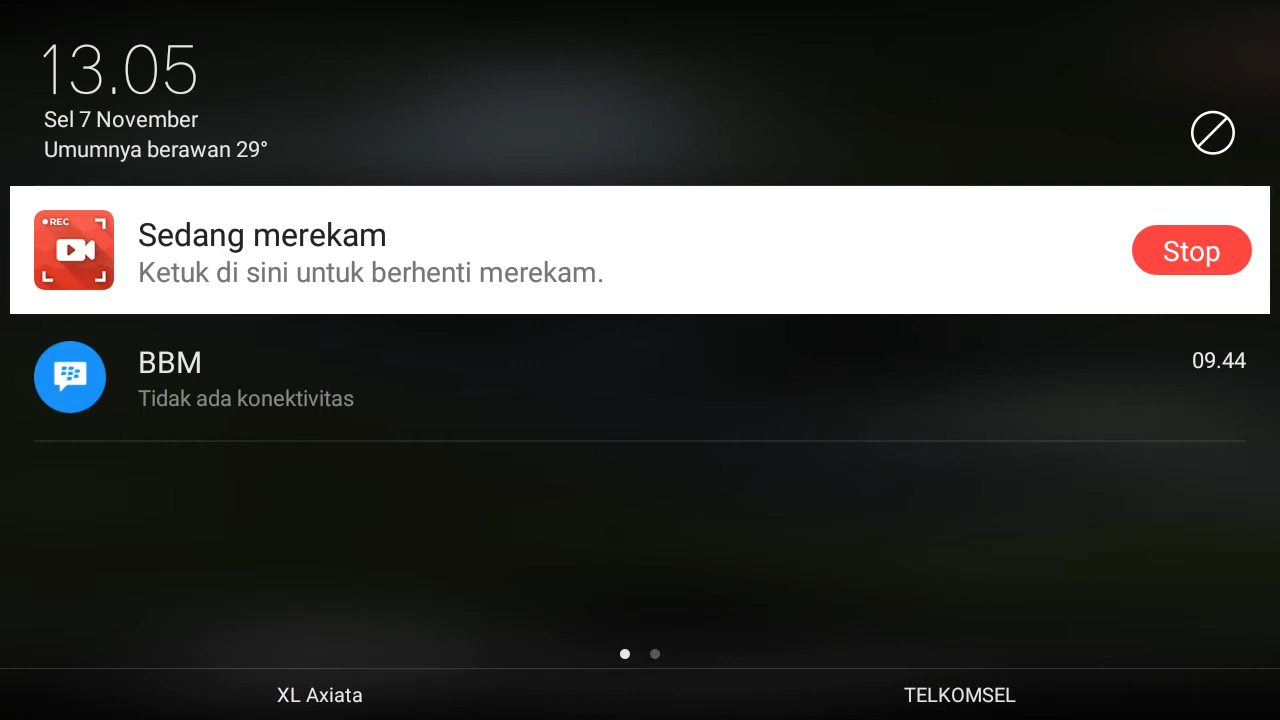 13.05
Sel 7 November
Umumnya berawan 29°
REC
Sedang merekam
Ketuk di sini untuk berhenti merekam.
Stop
BBM
09.44
Tidak ada konektivitas
XL Axiata
TELKOMSEL